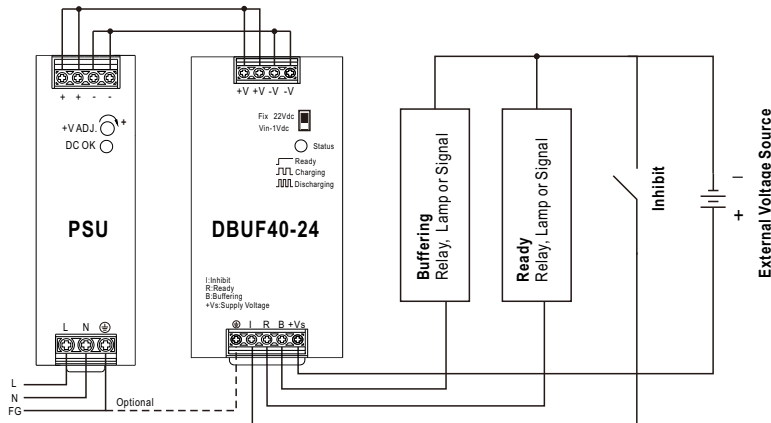 + + - -
+V +V -V -V
+V ADJ.
+
DC OK
Fix 22Vdc
Vin-1Vdc
Status
Ready
Charging
Discharging
PSU
DBUF40-24
I:Inhibit
R:Ready
B:Buffering
+Vs:Supply Voltage
L N
I R B +Vs
L
N
FG
Optional
Buffering
Relay, Lamp or Signal
Ready
Relay, Lamp or Signal
Inhibit
+ –
External Voltage Source